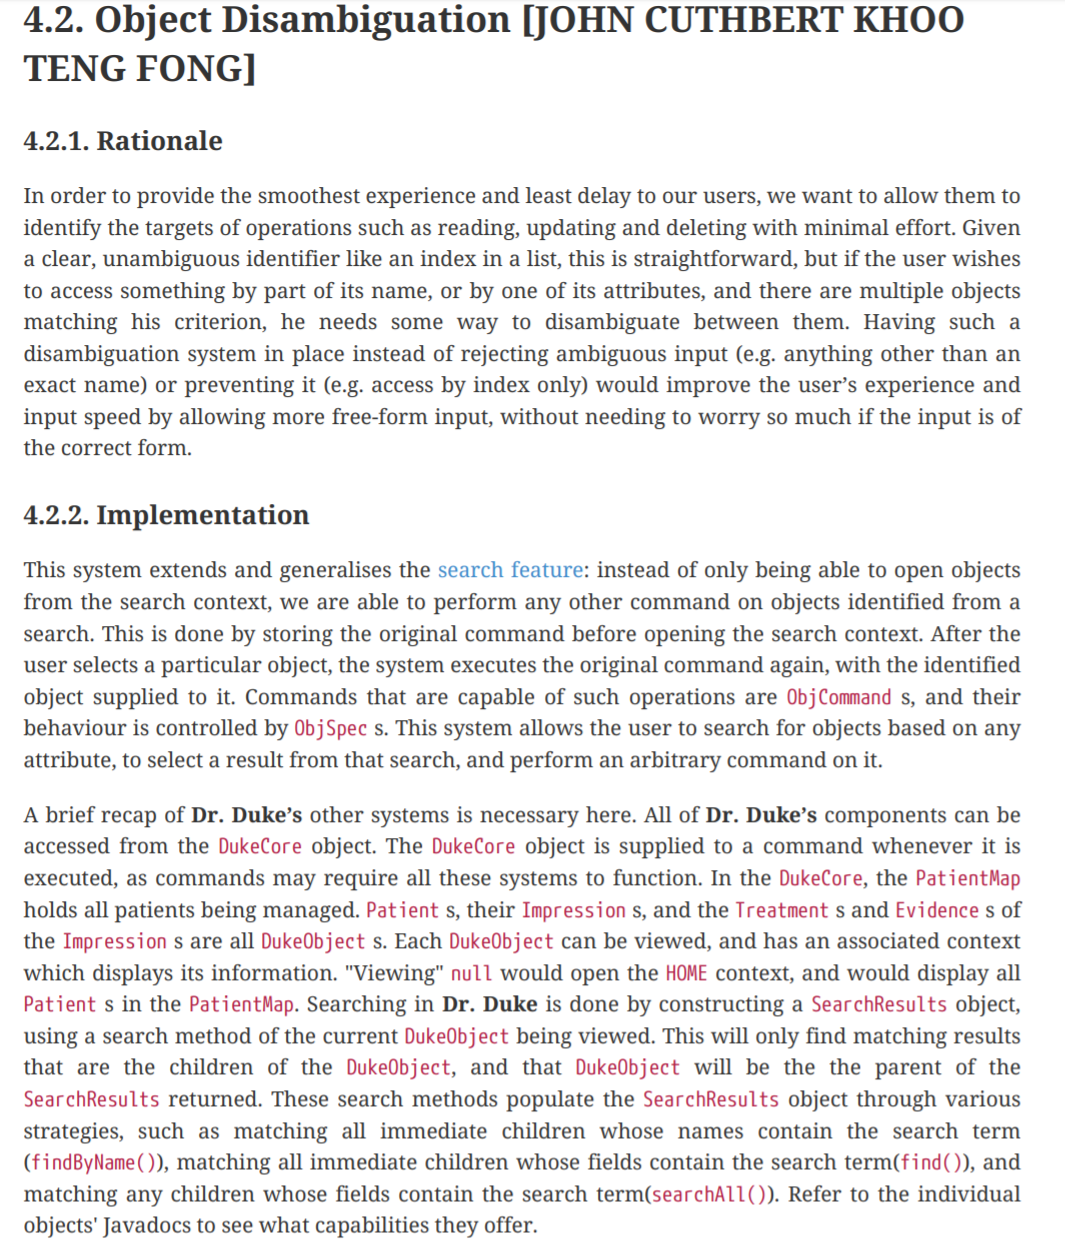 4.2. Object Disambiguation [JOHN CUTHBERT KHOO
TENG FONG]
4.2.1. Rationale
In order to provide the smoothest experience and least delay to our users, we want to allow them to
identify the targets of operations such as reading, updating and deleting with minimal effort. Given
a clear, unambiguous identifier like an index in a list, this is straightforward, but if the user wishes
to access something by part of its name, or by one of its attributes, and there are multiple objects
matching his criterion, he needs some way to disambiguate between them. Having such a
disambiguation system in place instead of rejecting ambiguous input (e.g. anything other than an
exact name) or preventing it (e.g. access by index only) would improve the user’s experience and
input speed by allowing more free-form input, without needing to worry so much if the input is of
the correct form.
4.2.2. Implementation
This system extends and generalises the search feature: instead of only being able to open objects
from the search context, we are able to perform any other command on objects identified from a
search. This is done by storing the original command before opening the search context. After the
user selects a particular object, the system executes the original command again, with the identified
object supplied to it. Commands that are capable of such operations are ObjCommand s, and their
behaviour is controlled by ObjSpec s. This system allows the user to search for objects based on any
attribute, to select a result from that search, and perform an arbitrary command on it.
A brief recap of Dr. Duke’s other systems is necessary here. All of Dr. Duke’s components can be
accessed from the DukeCore object. The DukeCore object is supplied to a command whenever it is
executed, as commands may require all these systems to function. In the DukeCore, the PatientMap
holds all patients being managed. Patient s, their Impression s, and the Treatment s and Evidence s of
the Impression s are all DukeObject s. Each DukeObject can be viewed, and has an associated context
which displays its information. "Viewing" null would open the HOME context, and would display all
Patient s in the PatientMap. Searching in Dr. Duke is done by constructing a SearchResults object,
using a search method of the current DukeObject being viewed. This will only find matching results
that are the children of the DukeObject, and that DukeObject will be the the parent of the
SearchResults returned. These search methods populate the SearchResults object through various
strategies, such as matching all immediate children whose names contain the search term
(findByName()), matching all immediate children whose fields contain the search term(find()), and
matching any children whose fields contain the search term(searchAll()). Refer to the individual
objects' Javadocs to see what capabilities they offer.